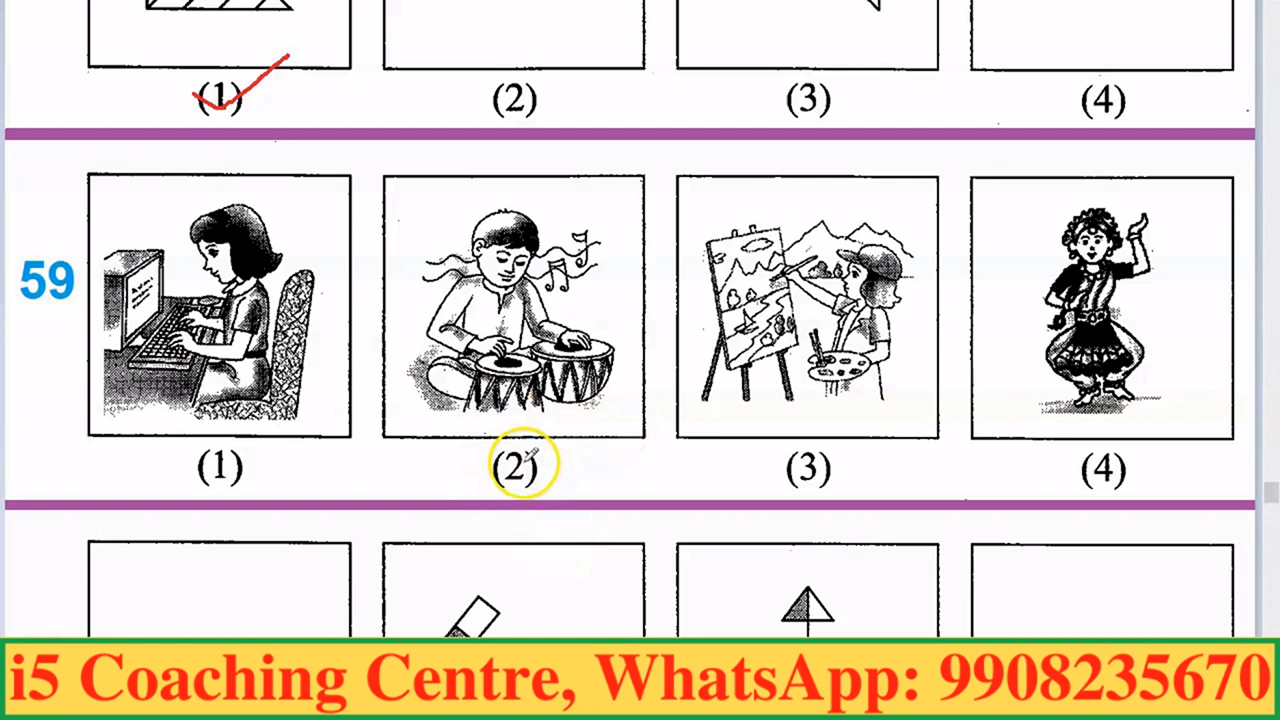 (1) (2) (3) (4)
59
(1) (2) (3) (4)
i5 Coaching Centre, WhatsApp: 9908235670